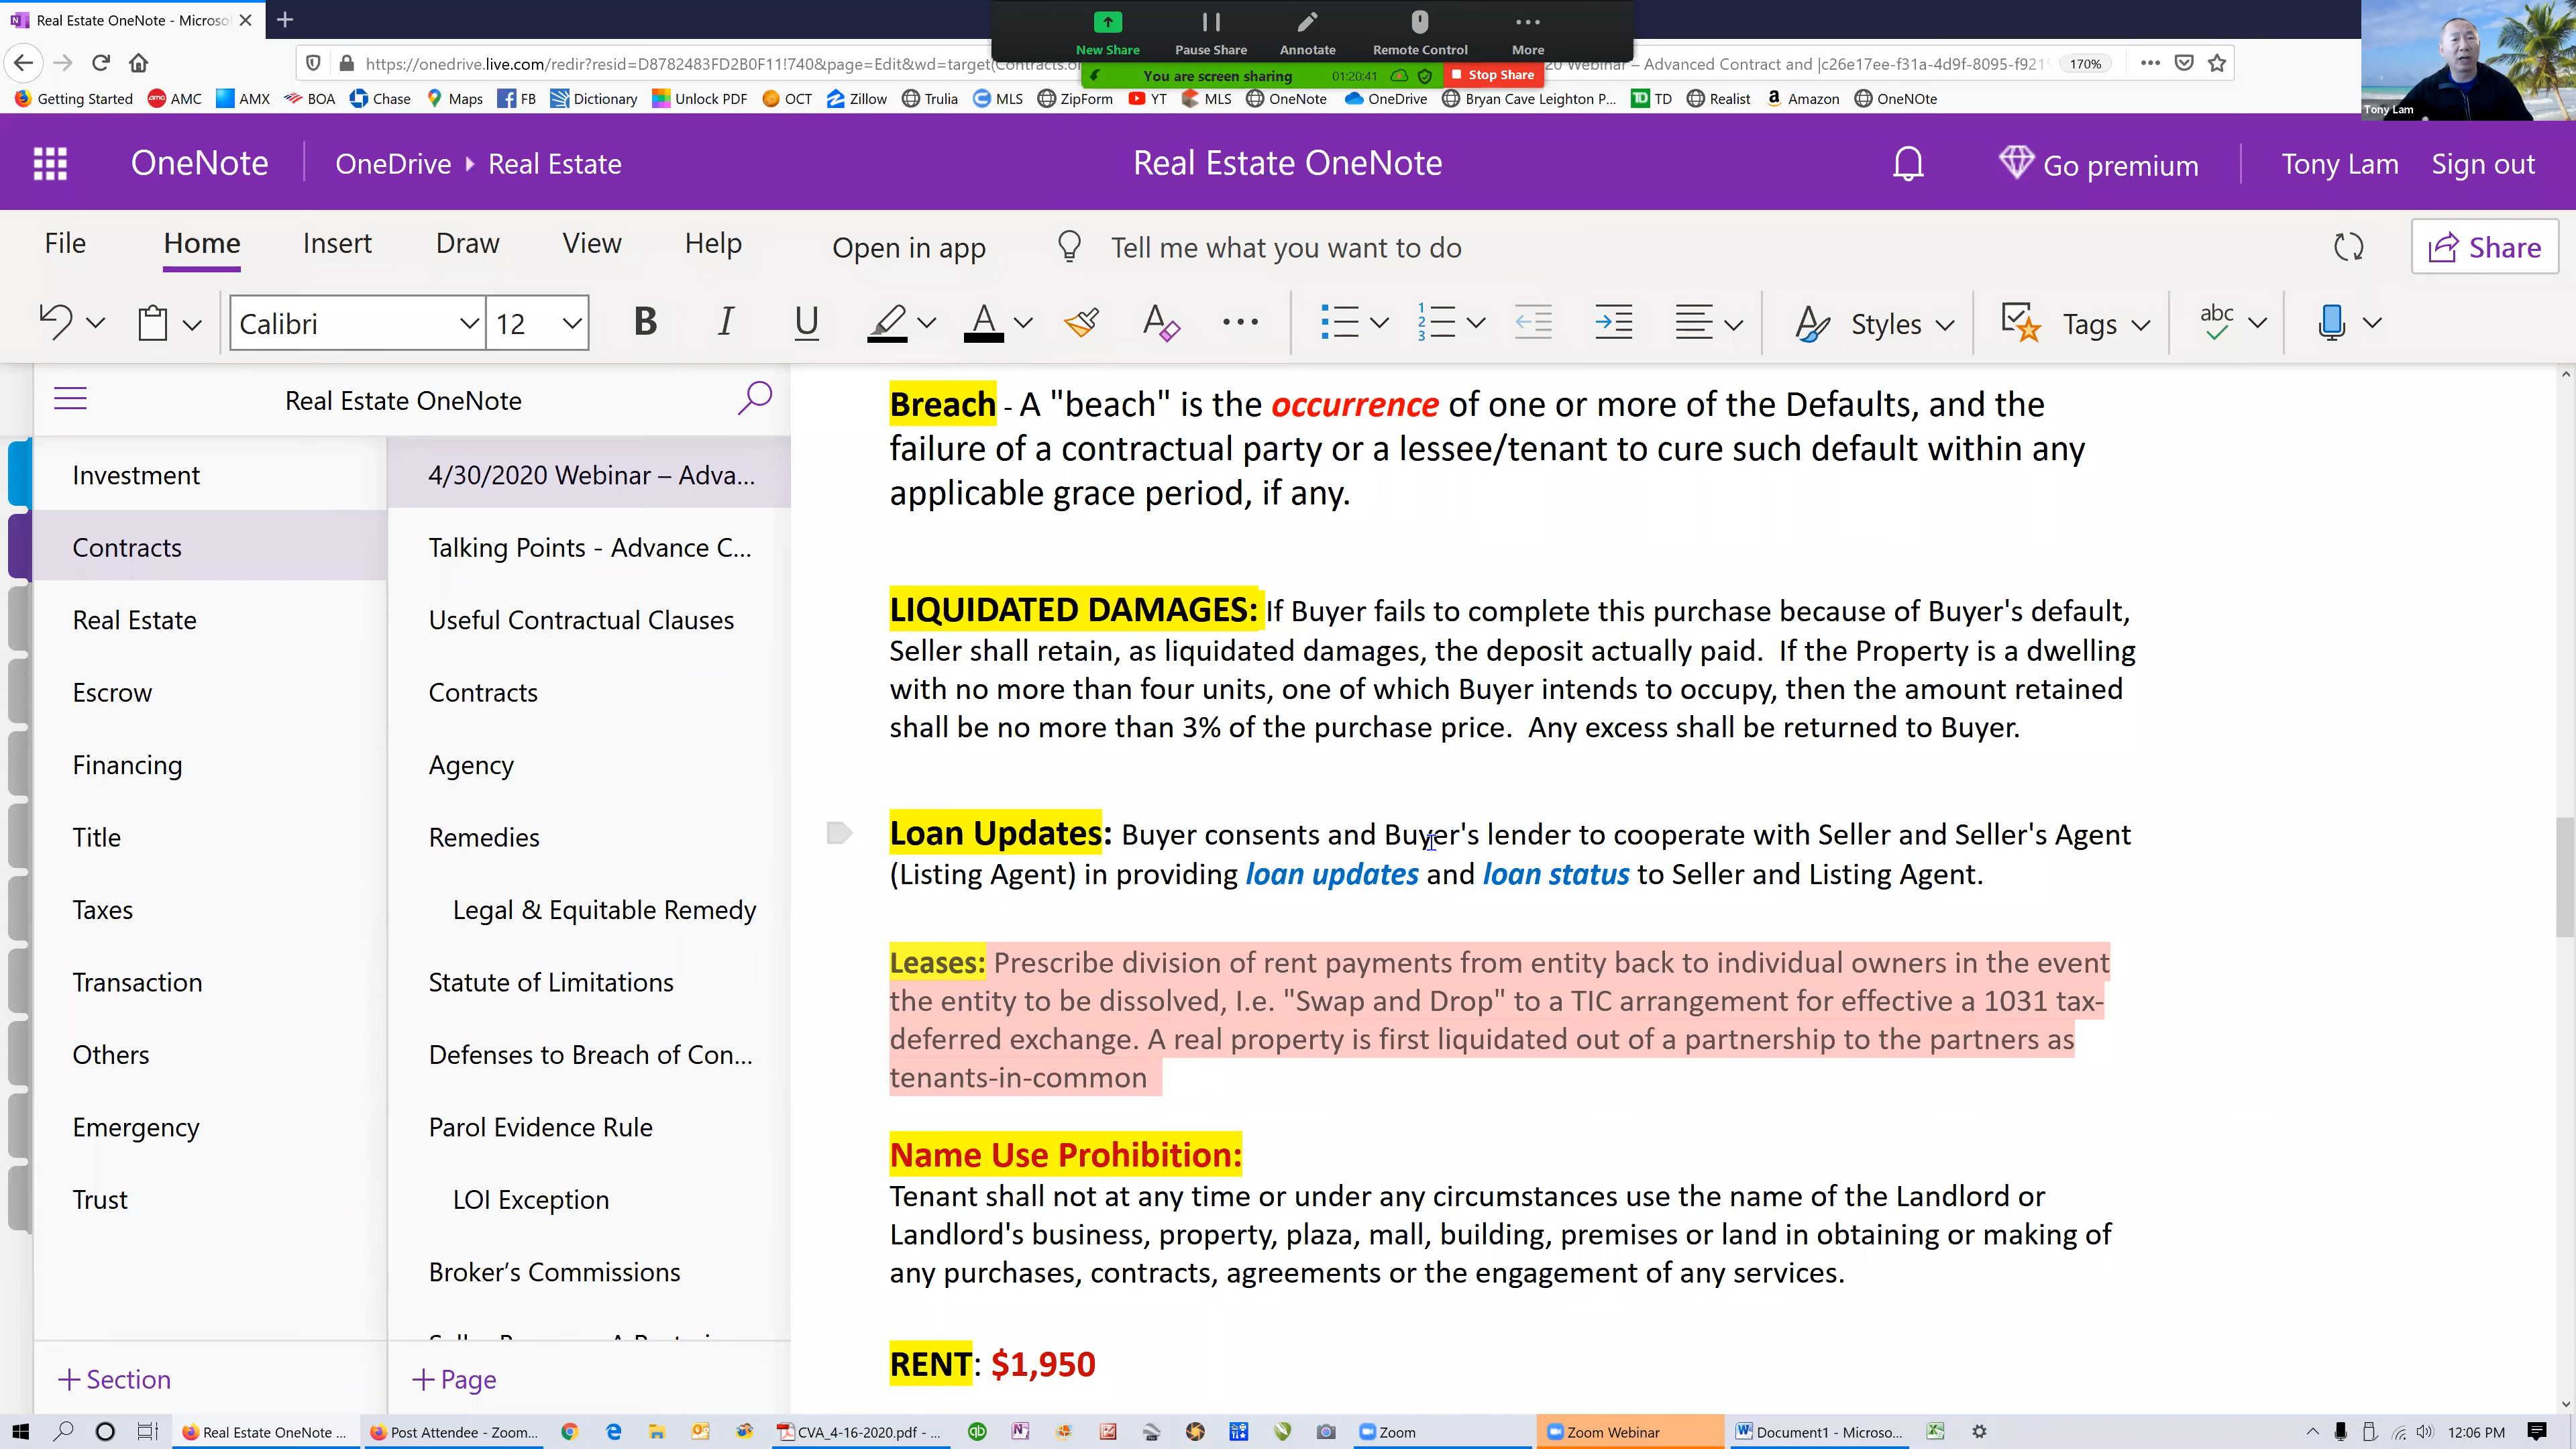 Real Estate OneNote - Microso
New Share
Pause Share
Annotate
Remote Control
More
https://onedrive.live.com/redir?resid=D8782483FD2B0F11!740&page=Edit&wd=target(Contracts.o
20 Webinar – Advanced Contract and |c26e17ee-f31a-4d9f-8095-f921
170%
You are screen sharing
01:20:41
Stop Share
Getting Started
AMC
AMX
BOA
Chase
Maps
FB
Dictionary
Unlock PDF
OCT
Zillow
Trulia
MLS
ZipForm
YT
MLS
OneNote
OneDrive
Bryan Cave Leighton P...
TD
Realist
Amazon
OneNOte
Tony Lam
OneNote
OneDrive
Real Estate
Real Estate OneNote
Go premium
Tony Lam
Sign out
File
Home
Insert
Draw
View
Help
Open in app
Tell me what you want to do
Share
Calibri
12
B
I
U
A
A
1
2
3
Styles
Tags
abc
Real Estate OneNote
Investment
Contracts
Real Estate
Escrow
Financing
Title
Taxes
Transaction
Others
Emergency
Trust
+ Section
4/30/2020 Webinar – Adva...
Talking Points - Advance C...
Useful Contractual Clauses
Contracts
Agency
Remedies
Legal & Equitable Remedy
Statute of Limitations
Defenses to Breach of Con...
Parol Evidence Rule
LOI Exception
Broker’s Commissions
+ Page
Breach - A "beach" is the occurrence of one or more of the Defaults, and the
failure of a contractual party or a lessee/tenant to cure such default within any
applicable grace period, if any.
LIQUIDATED DAMAGES: If Buyer fails to complete this purchase because of Buyer's default,
Seller shall retain, as liquidated damages, the deposit actually paid. If the Property is a dwelling
with no more than four units, one of which Buyer intends to occupy, then the amount retained
shall be no more than 3% of the purchase price. Any excess shall be returned to Buyer.
Loan Updates: Buyer consents and Buyer's lender to cooperate with Seller and Seller's Agent
(Listing Agent) in providing loan updates and loan status to Seller and Listing Agent.
Leases: Prescribe division of rent payments from entity back to individual owners in the event
the entity to be dissolved, I.e. "Swap and Drop" to a TIC arrangement for effective a 1031 tax-
deferred exchange. A real property is first liquidated out of a partnership to the partners as
tenants-in-common
Name Use Prohibition:
Tenant shall not at any time or under any circumstances use the name of the Landlord or
Landlord's business, property, plaza, mall, building, premises or land in obtaining or making of
any purchases, contracts, agreements or the engagement of any services.
RENT: $1,950
Real Estate OneNote ...
Post Attendee - Zoom...
CVA_4-16-2020.pdf - ...
Zoom
Zoom Webinar
Document1 - Microso...
12:06 PM